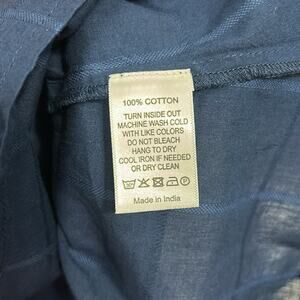 100% COTTON
TURN INSIDE OUT
MACHINE WASH COLD
WITH LIKE COLORS
DO NOT BLEACH
HANG TO DRY
COOL IRON IF NEEDED
OR DRY CLEAN
Made in India